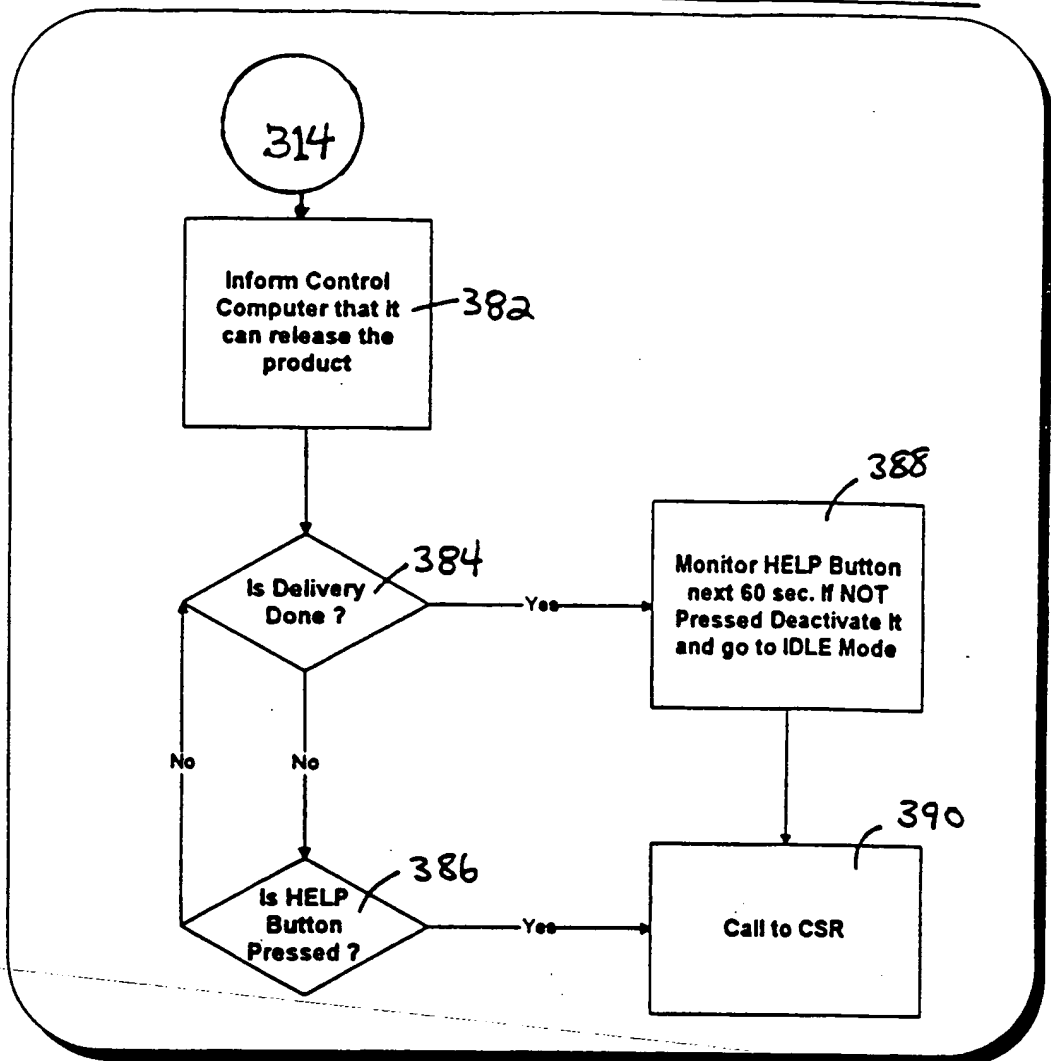 314
Inform Control
Computer that it
can release the
product
382
388
Is Delivery
Done ?
384
Yes
Monitor HELP Button
next 60 sec. If NOT
Pressed Deactivate It
and go to IDLE Mode
No
No
390
Is HELP
Button
Pressed ?
386
Yes
Call to CSR